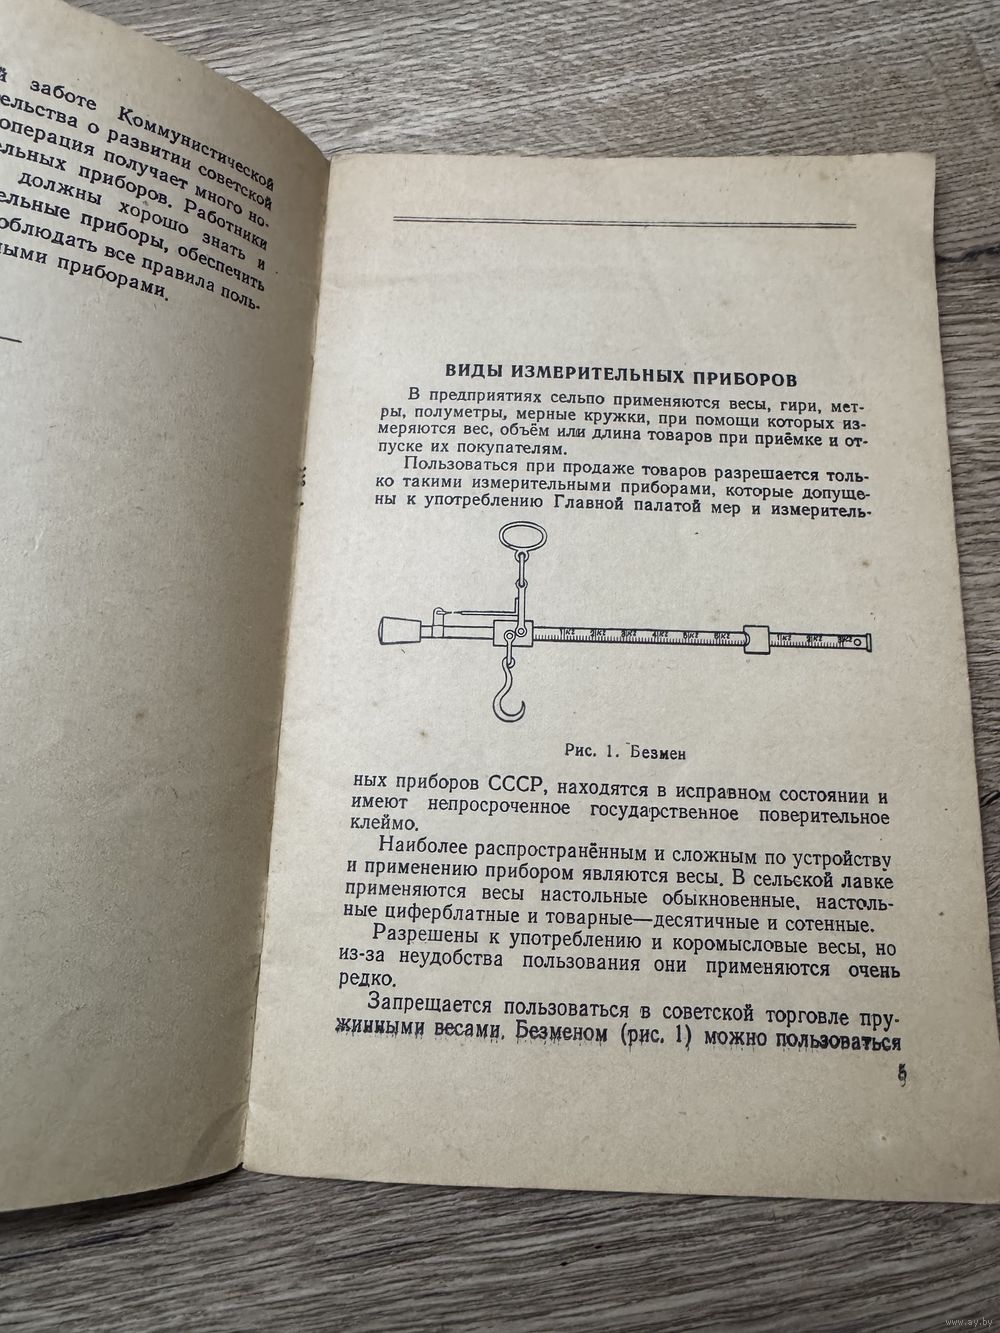 й заботе Коммунистической
ельства о развитии советской
операция получает много но-
ельных приборов. Работники
должны хорошо знать и
ельные приборы, обеспечить
облюдать все правила поль-
ными приборами.
ВИДЫ ИЗМЕРИТЕЛЬНЫХ ПРИБОРОВ
В предприятиях сельпо применяются весы, гири, мет-
ры, полуметры, мерные кружки, при помощи которых из-
меряются вес, объём или длина товаров при приёмке и от-
пуске их покупателям.
Пользоваться при продаже товаров разрешается толь-
ко такими измерительными приборами, которые допуще-
ны к употреблению Главной палатой мер и измеритель-
Рис. 1. Безмен
ных приборов СССР, находятся в исправном состоянии и
имеют непросроченное государственное поверительное
клеймо.
Наиболее распространённым и сложным по устройству
и применению прибором являются весы. В сельской лавке
применяются весы настольные обыкновенные, настоль-
ные циферблатные и товарные—десятичные и сотенные.
Разрешены к употреблению и коромысловые весы, но
из-за неудобства пользования они применяются очень
редко.
Запрещается пользоваться в советской торговле пру-
жинными весами. Безменом (рис. 1) можно пользоваться
5
www.ay.by